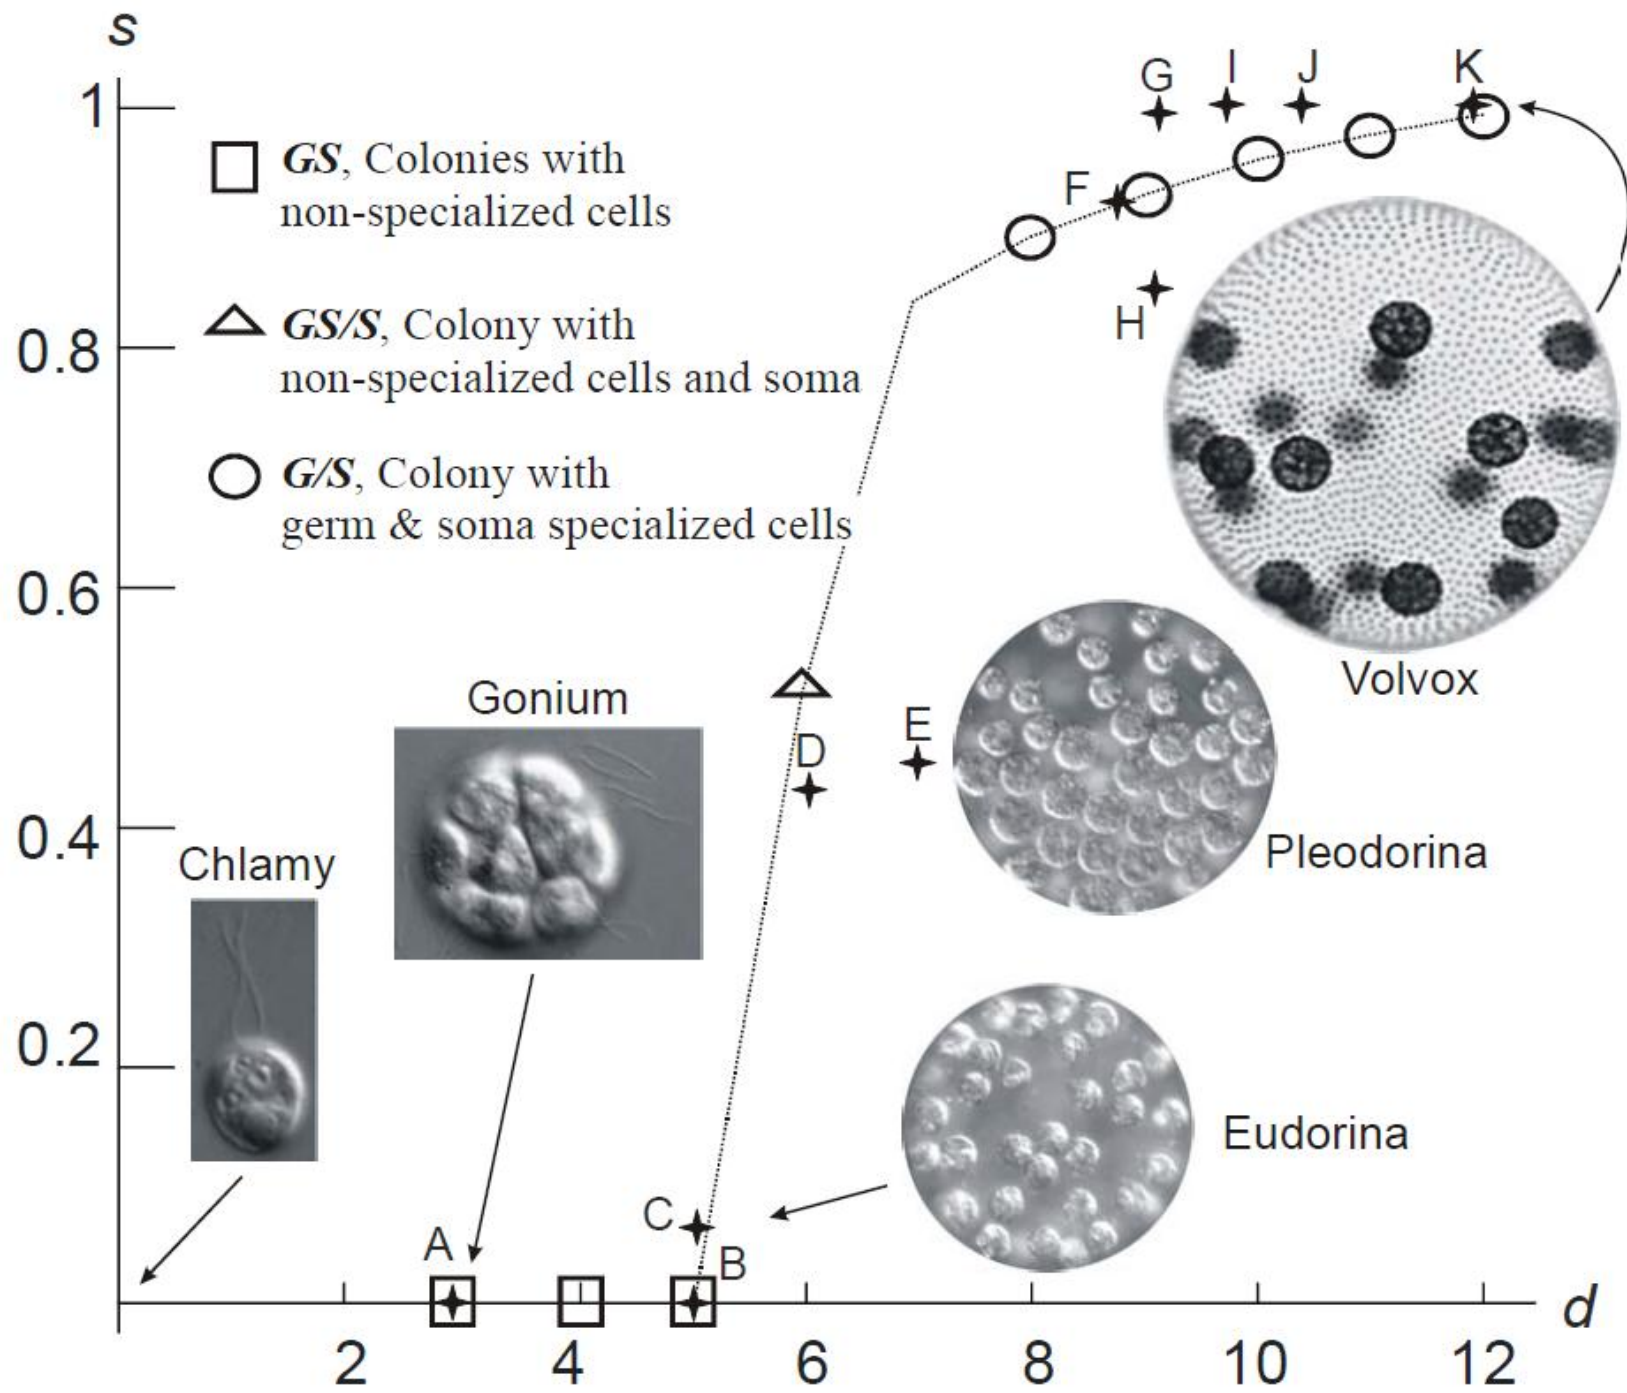 s
1
0.8
0.6
0.4
0.2
GS, Colonies with
non-specialized cells
GS/S, Colony with
non-specialized cells and soma
G/S, Colony with
germ & soma specialized cells
G
I
J
K
F
H
Volvox
Gonium
D
E
Chlamy
Pleodorina
Eudorina
C
A
B
d
2
4
6
8
10
12